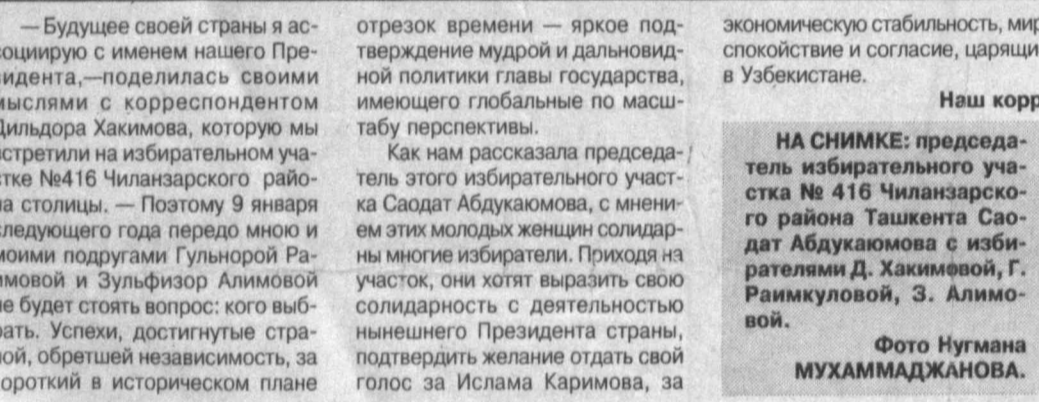 — Будущее своей страны я ас-
социирую с именем нашего Пре-
зидента,—поделилась своими
мыслями с корреспондентом
Дильдора Хакимова, которую мы
встретили на избирательном уча-
стке №416 Чиланзарского райо-
на столицы. — Поэтому 9 января
следующего года передо мною и
моими подругами Гульнорой Ра-
имовой и Зульфизор Алимовой
не будет стоять вопрос: кого выб-
рать. Успехи, достигнутые стра-
ной, обретшей независимость, за
короткий в историческом плане
отрезок времени — яркое под-
тверждение мудрой и дальновид-
ной политики главы государства,
имеющего глобальные по масш-
табу перспективы.
Как нам рассказала председа-
тель этого избирательного участ-
ка Саодат Абдукаюмова, с мнени-
ем этих молодых женщин солидар-
ны многие избиратели. Приходя на
участок, они хотят выразить свою
солидарность с деятельностью
нынешнего Президента страны,
подтвердить желание отдать свой
голос за Ислама Каримова, за
экономическую стабильность, мир
спокойствие и согласие, царящи
в Узбекистане.
Наш корр
НА СНИМКЕ: председа-
тель избирательного уча-
стка № 416 Чиланзарско-
го района Ташкента Сао-
дат Абдукаюмова с изби-
рателями Д. Хакимовой, Г.
Раимкуловой, З. Алимо-
вой.
Фото Нугмана
МУХАММАДЖАНОВА.